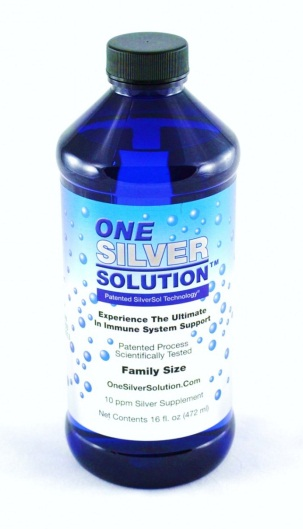 ONE
SILVER
SOLUTION™
Patented SilverSol Technology®
Experience The Ultimate
In Immune System Support
Patented Process
Scientifically Tested
Family Size
OneSilverSolution.Com
10 ppm Silver Supplement
Net Contents 16 fl. oz (472 ml)